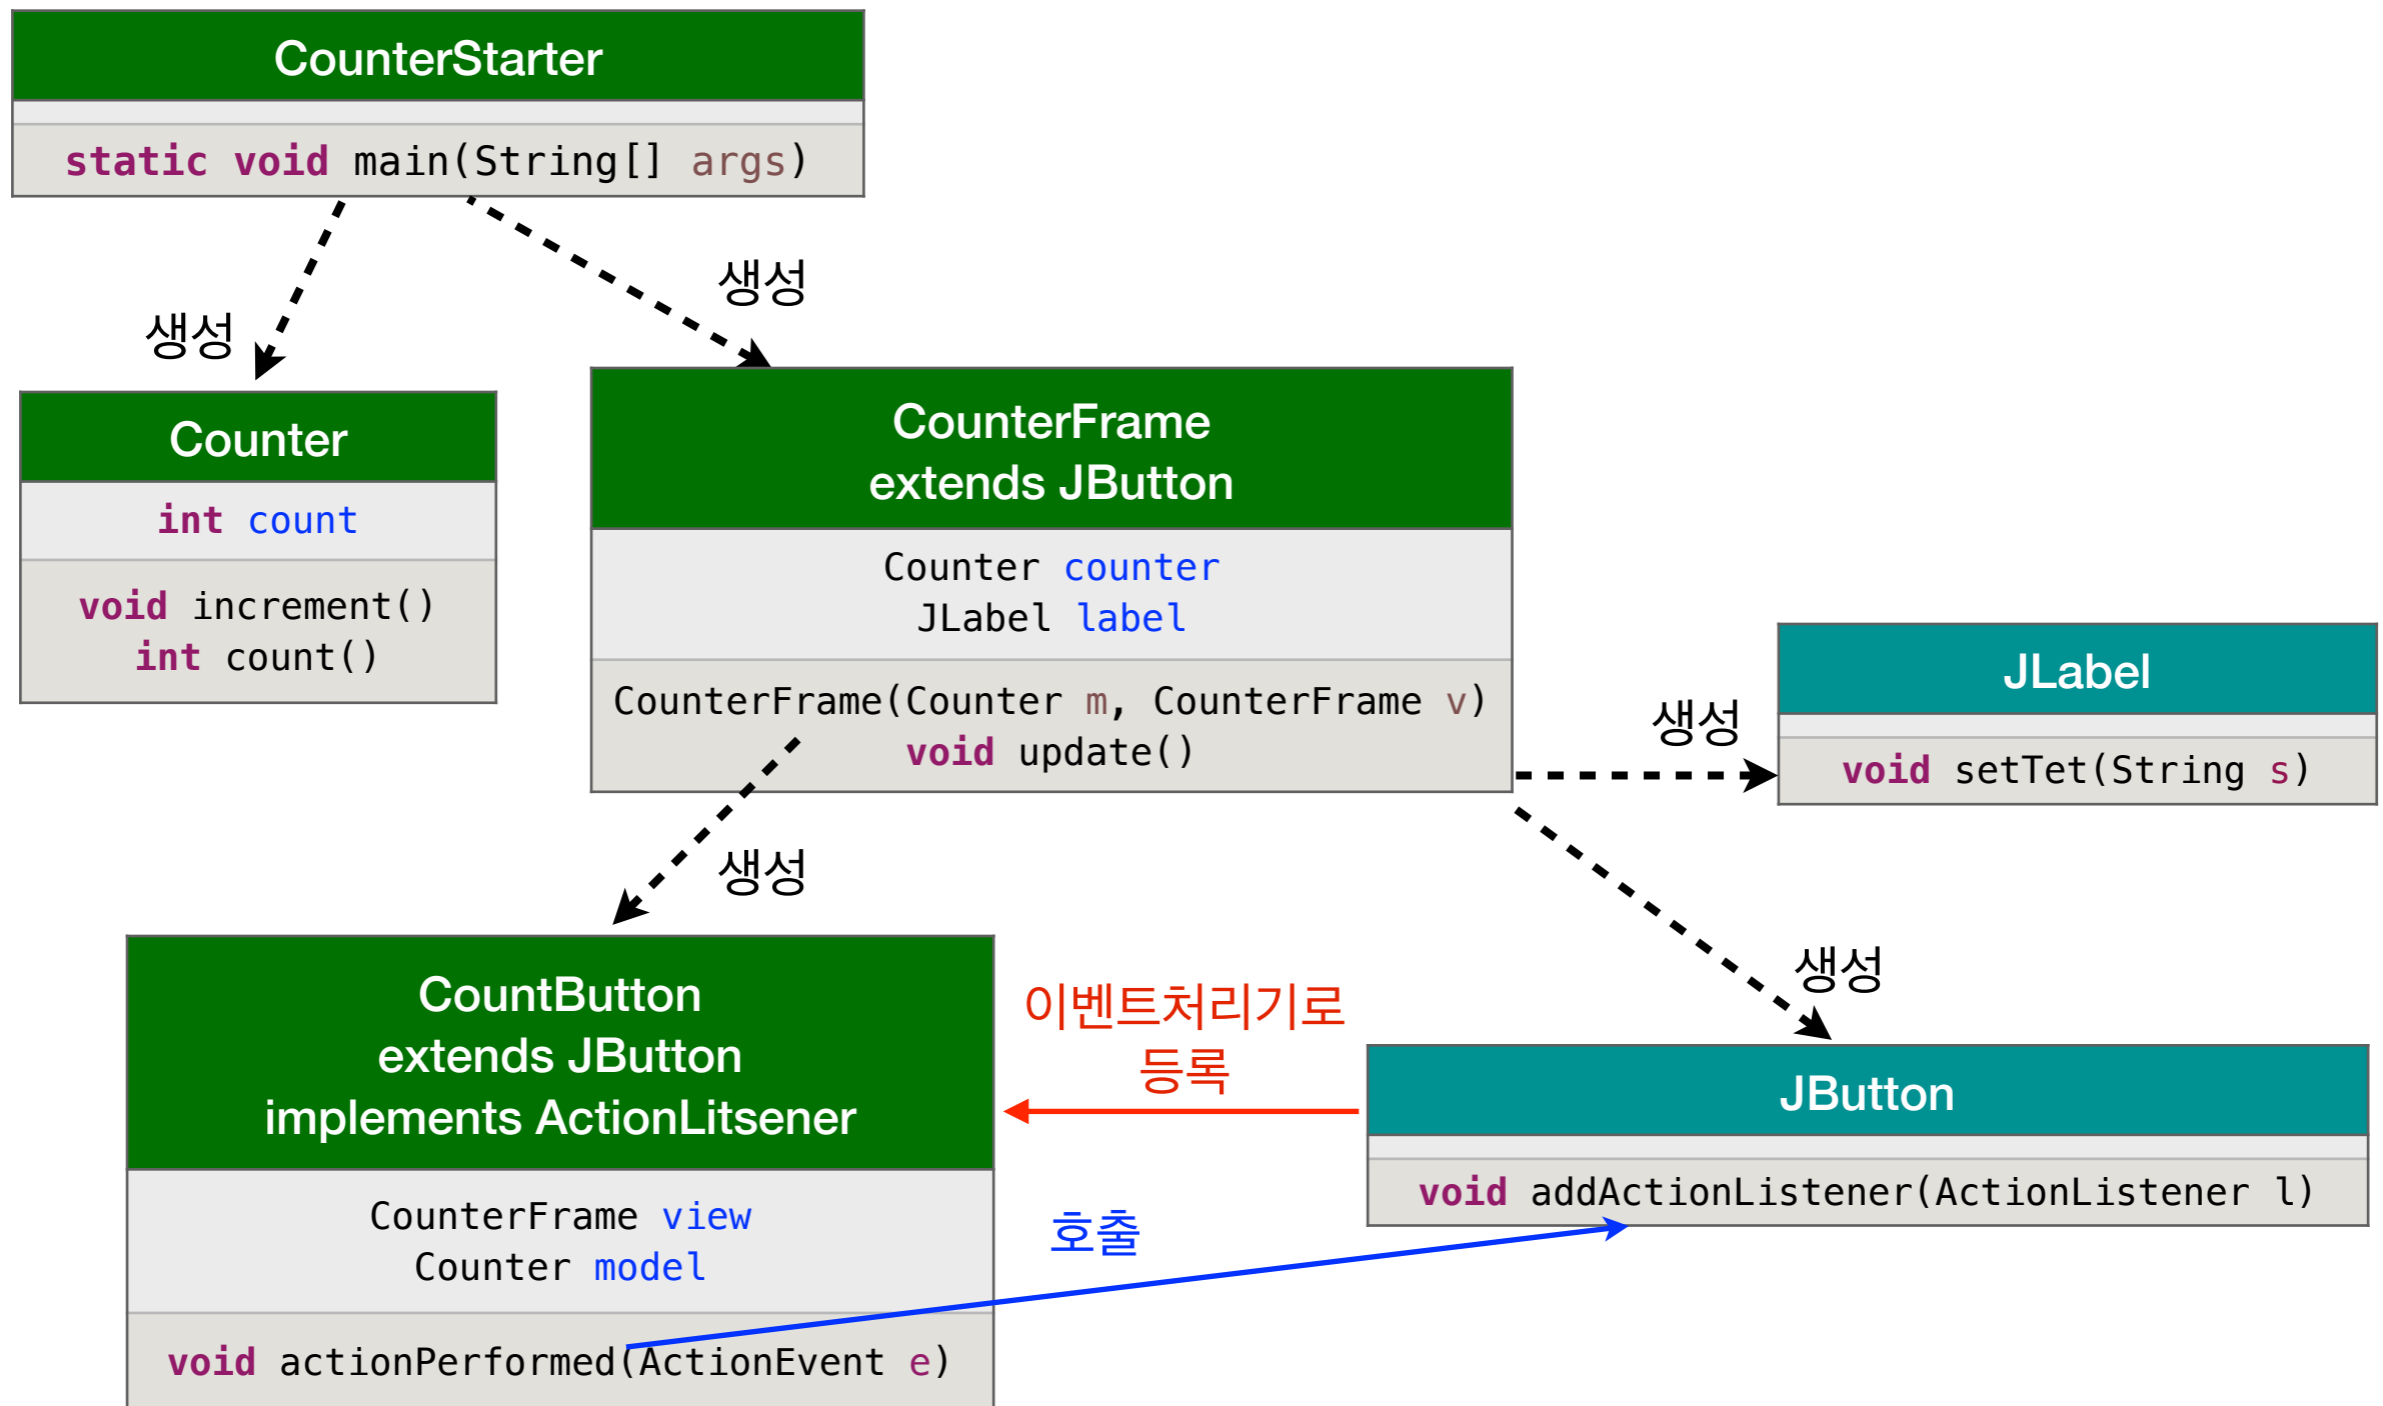 CounterStarter
static void main(String[] args)
생성
생성
Counter
int count
void increment()
int count()
CounterFrame
extends JButton
Counter counter
JLabel label
CounterFrame(Counter m, CounterFrame v)
void update()
생성
JLabel
void setTet(String s)
생성
생성
CountButton
extends JButton
implements ActionLitsener
CounterFrame view
Counter model
void actionPerformed(ActionEvent e)
이벤트처리기로
등록
호출
JButton
void addActionListener(ActionListener l)